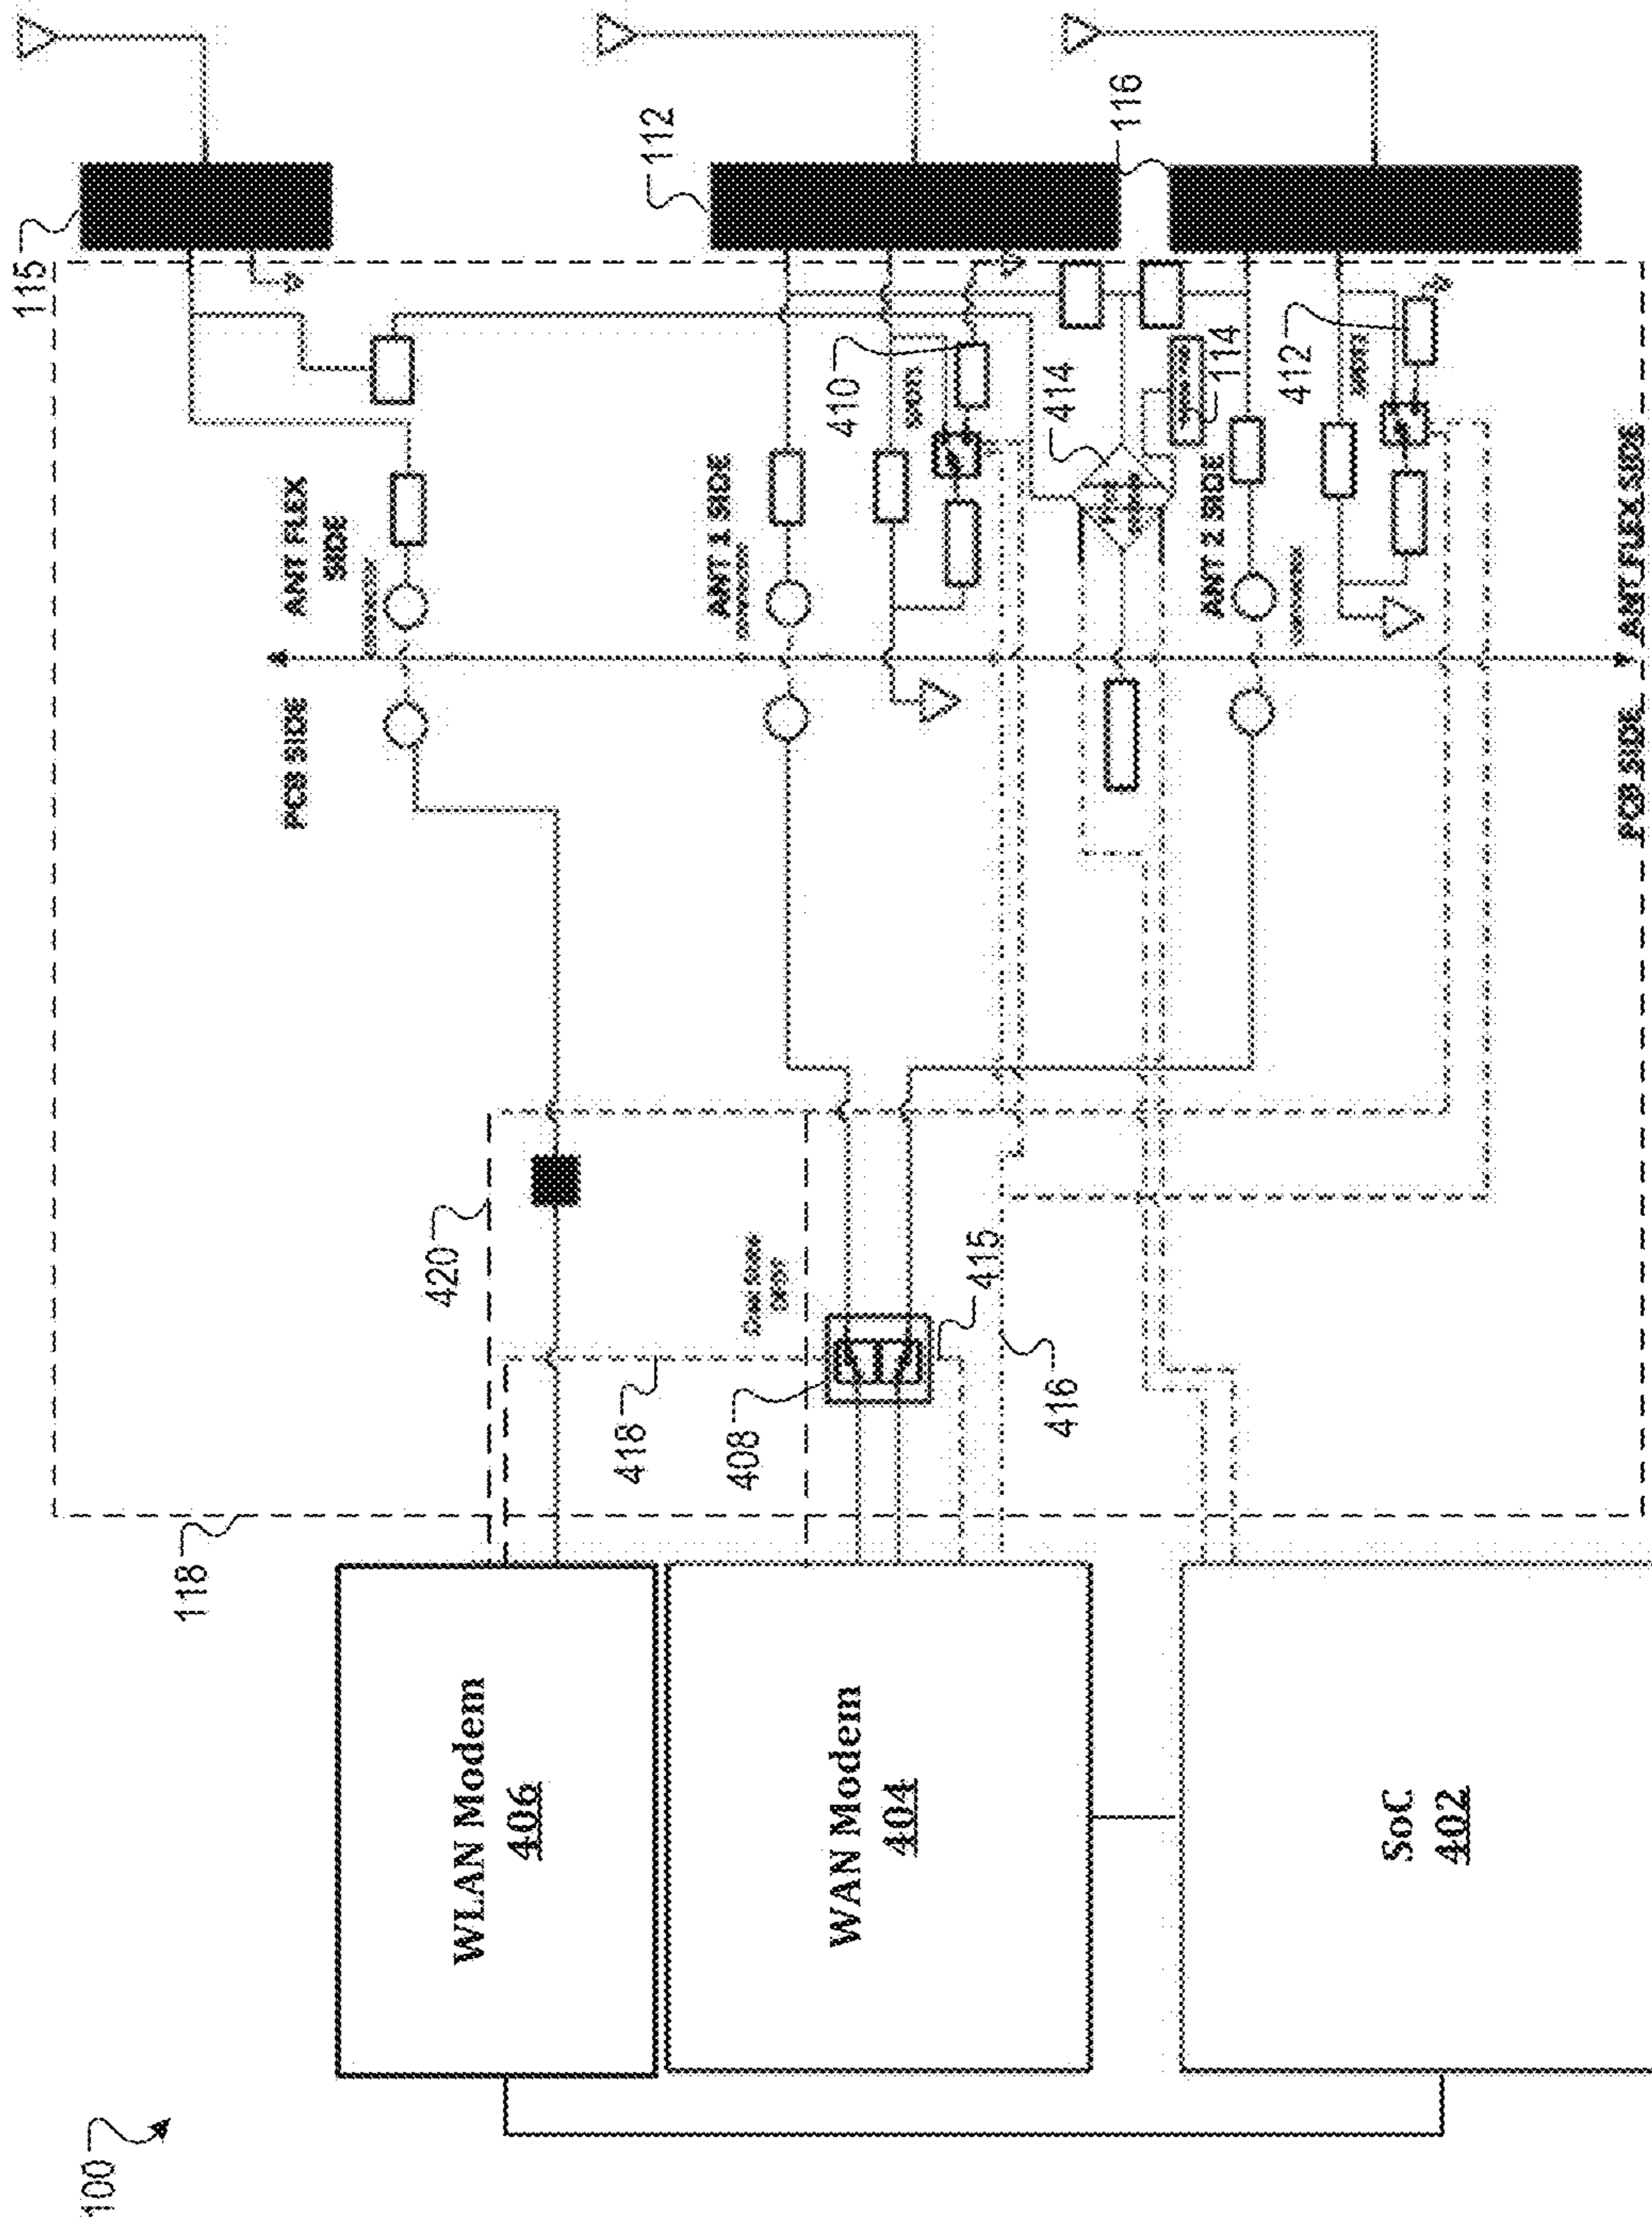 100
115
112
116
118
ANT FLEX
SIDE
PCB SIDE
ANT 1 SIDE
410
414
114
412
ANT 2 SIDE
420
418
408
415
416
PCB SIDE
ANT FLEX SIDE
WLAN Modem
406
WAN Modem
404
SoC
402